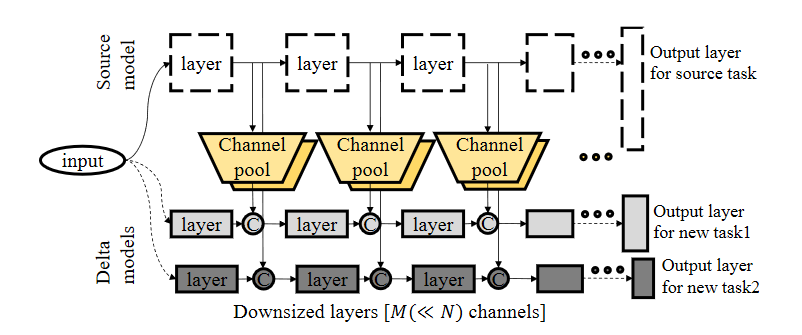 Source
model
layer
layer
layer
Output layer
for source task
input
Channel
pool
Channel
pool
Channel
pool
Delta
models
layer
C
layer
C
layer
C
Output layer
for new task1
layer
C
layer
C
layer
C
Output layer
for new task2
Downsized layers [M(≪ N) channels]